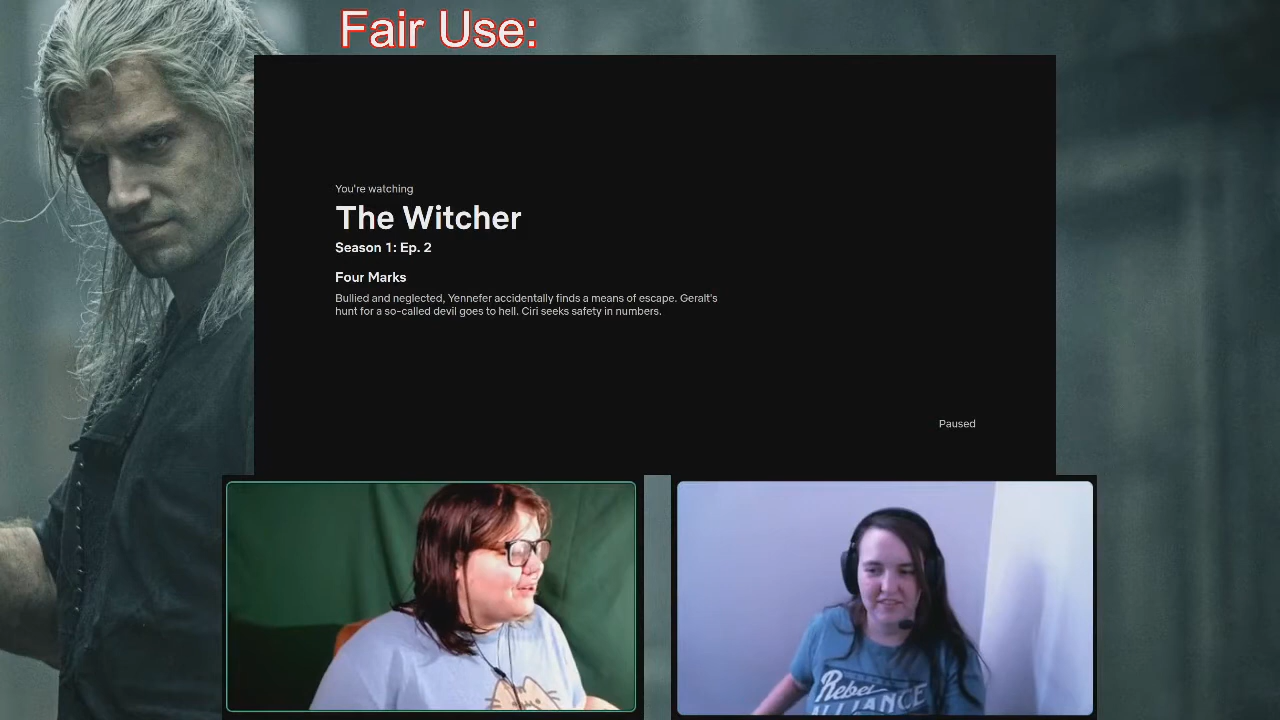 Fair Use:
You're watching
The Witcher
Season 1: Ep. 2
Four Marks
Bullied and neglected, Yennefer accidentally finds a means of escape. Geralt's
hunt for a so-called devil goes to hell. Ciri seeks safety in numbers.
Paused
Rebel
ALLIANCE